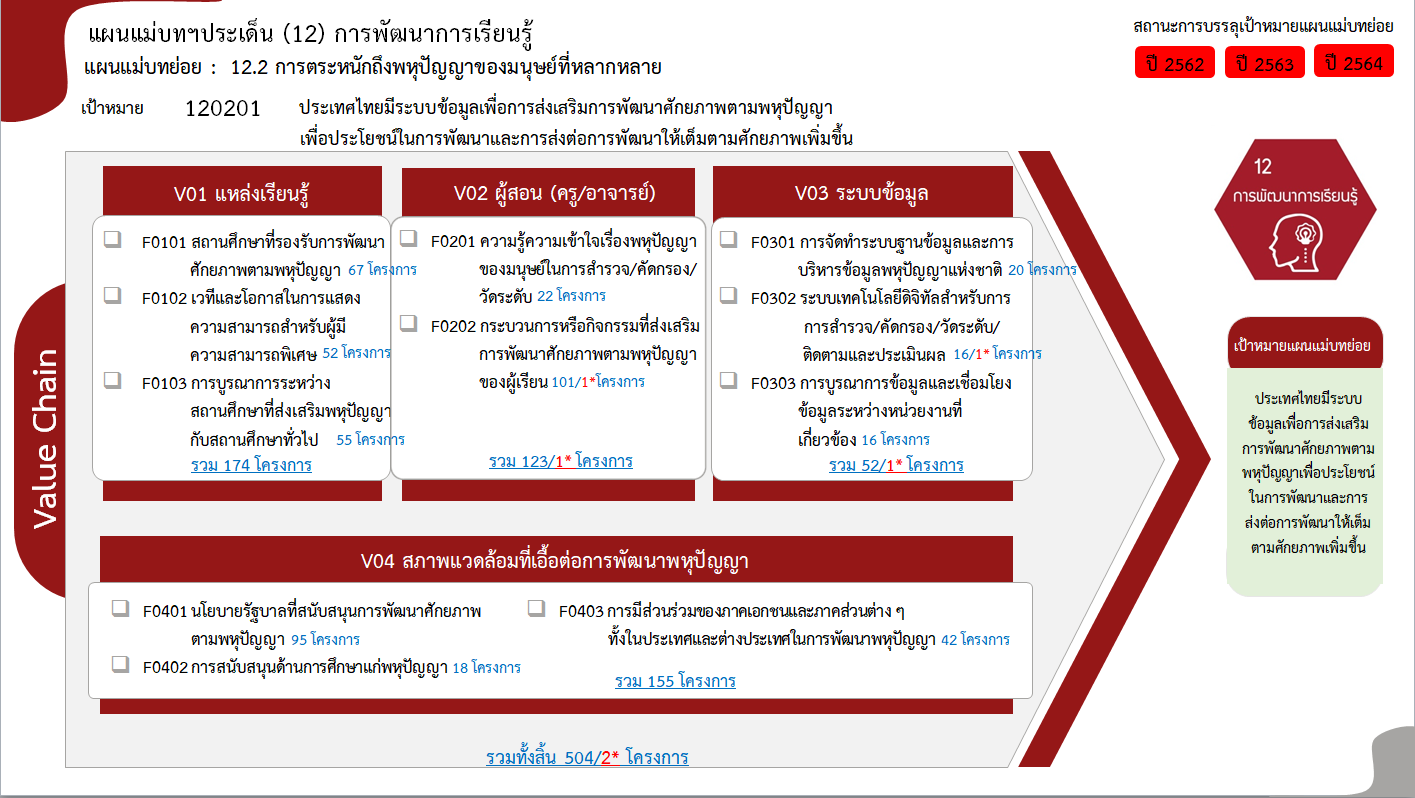 แผนแม่บทฯประเด็น (12) การพัฒนาการเรียนรู้
สถานะการบรรลุเป้าหมายแผนแม่บทย่อย
แผนแม่บทย่อย : 12.2 การตระหนักถึงพหุปัญญาของมนุษย์ที่หลากหลาย
ปี 2562 ปี 2563 ปี 2564
เป้าหมาย 120201 ประเทศไทยมีระบบข้อมูลเพื่อการส่งเสริมการพัฒนาศักยภาพตามพหุปัญญา
เพื่อประโยชน์ในการพัฒนาและการส่งต่อการพัฒนาให้เต็มตามศักยภาพเพิ่มขึ้น
Value Chain
V01 แหล่งเรียนรู้
F0101 สถานศึกษาที่รองรับการพัฒนา
ศักยภาพตามพหุปัญญา 67 โครงการ
F0102 เวทีและโอกาสในการแสดง
ความสามารถสำหรับผู้มี
ความสามารถพิเศษ 52 โครงการ
F0103 การบูรณาการระหว่าง
สถานศึกษาที่ส่งเสริมพหุปัญญา
กับสถานศึกษาทั่วไป 55 โครงการ
รวม 174 โครงการ
V02 ผู้สอน (ครู/อาจารย์)
F0201 ความรู้ความเข้าใจเรื่องพหุปัญญา
ของมนุษย์ในการสำรวจ/คัดกรอง/
วัดระดับ 22 โครงการ
F0202 กระบวนการหรือกิจกรรมที่ส่งเสริม
การพัฒนาศักยภาพตามพหุปัญญา
ของผู้เรียน 101/1*โครงการ
รวม 123/1* โครงการ
V03 ระบบข้อมูล
F0301 การจัดทำระบบฐานข้อมูลและการ
บริหารข้อมูลพหุปัญญาแห่งชาติ 20 โครงการ
F0302 ระบบเทคโนโลยีดิจิทัลสำหรับการ
การสำรวจ/คัดกรอง/วัดระดับ/
ติดตามและประเมินผล 16/1* โครงการ
F0303 การบูรณาการข้อมูลและเชื่อมโยง
ข้อมูลระหว่างหน่วยงานที่
เกี่ยวข้อง 16 โครงการ
รวม 52/1* โครงการ
V04 สภาพแวดล้อมที่เอื้อต่อการพัฒนาพหุปัญญา
F0401 นโยบายรัฐบาลที่สนับสนุนการพัฒนาศักยภาพ
ตามพหุปัญญา 95 โครงการ
F0402 การสนับสนุนด้านการศึกษาแก่พหุปัญญา 18 โครงการ
F0403 การมีส่วนร่วมของภาคเอกชนและภาคส่วนต่าง ๆ
ทั้งในประเทศและต่างประเทศในการพัฒนาพหุปัญญา 42 โครงการ
รวม 155 โครงการ
รวมทั้งสิ้น 504/2* โครงการ
12
การพัฒนาการเรียนรู้
เป้าหมายแผนแม่บทย่อย
ประเทศไทยมีระบบ
ข้อมูลเพื่อการส่งเสริม
การพัฒนาศักยภาพตาม
พหุปัญญาเพื่อประโยชน์
ในการพัฒนาและการ
ส่งต่อการพัฒนาให้เต็ม
ตามศักยภาพเพิ่มขึ้น